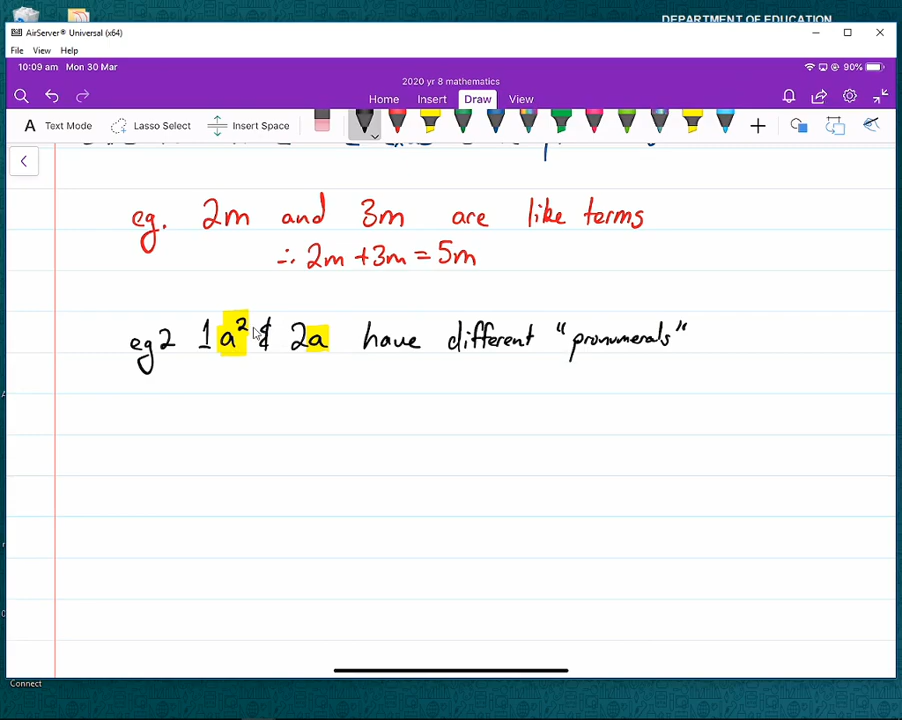 DEPARTMENT OF EDUCATION
AirServer® Universal (x64)
File View Help
10:09 am Mon 30 Mar 90%
2020 yr 8 mathematics
Home Insert Draw View
Text Mode Lasso Select Insert Space
eg. 2m and 3m are like terms
∴ 2m + 3m = 5m
eg2 1a² & 2a have different "pronumerals"
Connect